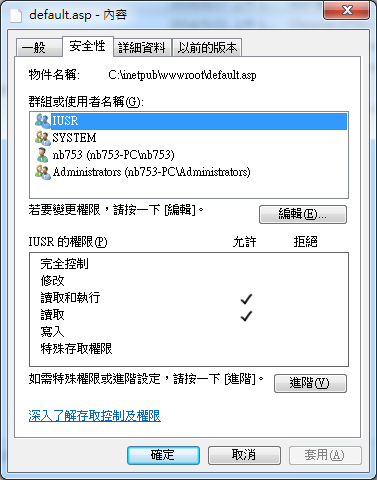 default.asp - 內容
一般 安全性 詳細資料 以前的版本
物件名稱: C:\inetpub\wwwroot\default.asp
群組或使用者名稱(G):
IUSR
SYSTEM
nb753 (nb753-PC\nb753)
Administrators (nb753-PC\Administrators)
若要變更權限，請按一下 [編輯]。 編輯(E)...
IUSR 的權限(P) 允許 拒絕
完全控制
修改
讀取和執行
讀取
寫入
特殊存取權限
如需特殊權限或進階設定，請按一下 [進階]。 進階(V)
深入了解存取控制及權限
確定 取消 套用(A)